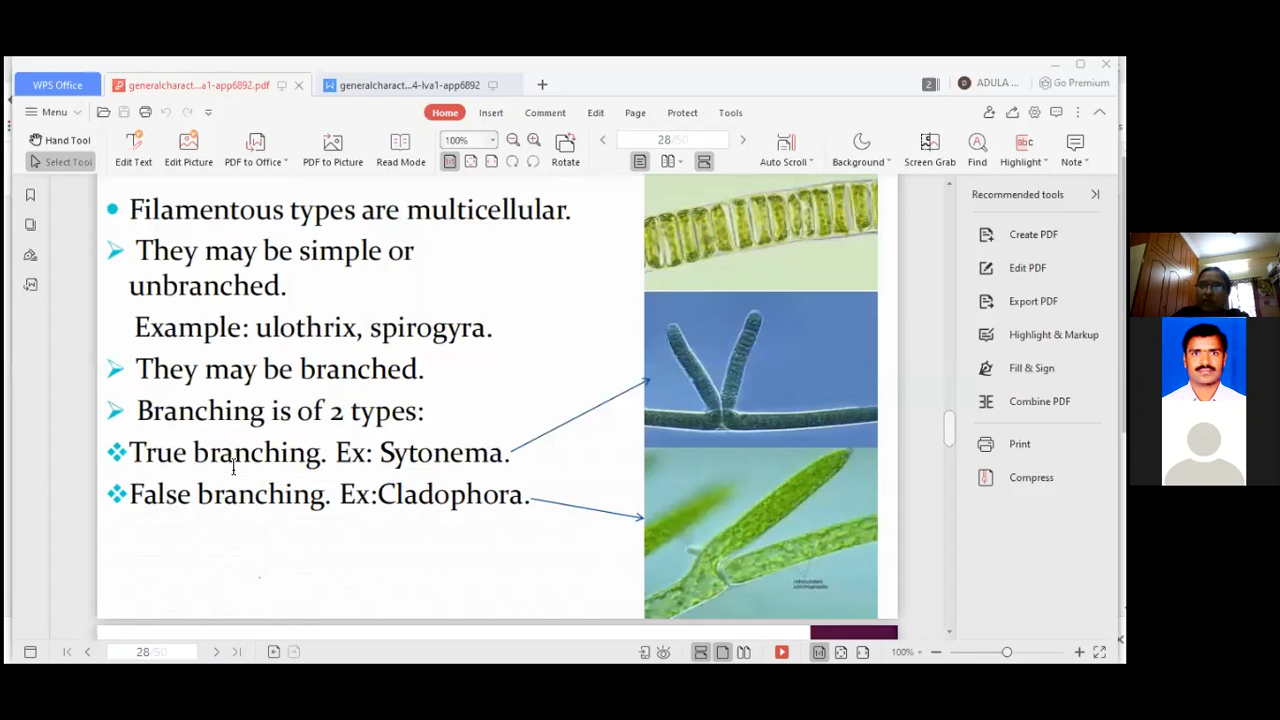 WPS Office
generalcharact...a1-app6892.pdf
generalcharact...4-lva1-app6892
2
D ADULA ...
Go Premium
Menu
Home
Insert
Comment
Edit
Page
Protect
Tools
Hand Tool
Select Tool
Edit Text
Edit Picture
PDF to Office
PDF to Picture
Read Mode
100%
Rotate
28/50
Auto Scroll
Background
Screen Grab
Find
Highlight
Note
Filamentous types are multicellular.
They may be simple or
unbranched.
Example: ulothrix, spirogyra.
They may be branched.
Branching is of 2 types:
True branching. Ex: Sytonema.
False branching. Ex:Cladophora.
Recommended tools
Create PDF
Edit PDF
Export PDF
Highlight & Markup
Fill & Sign
Combine PDF
Print
Compress
28/50
100%